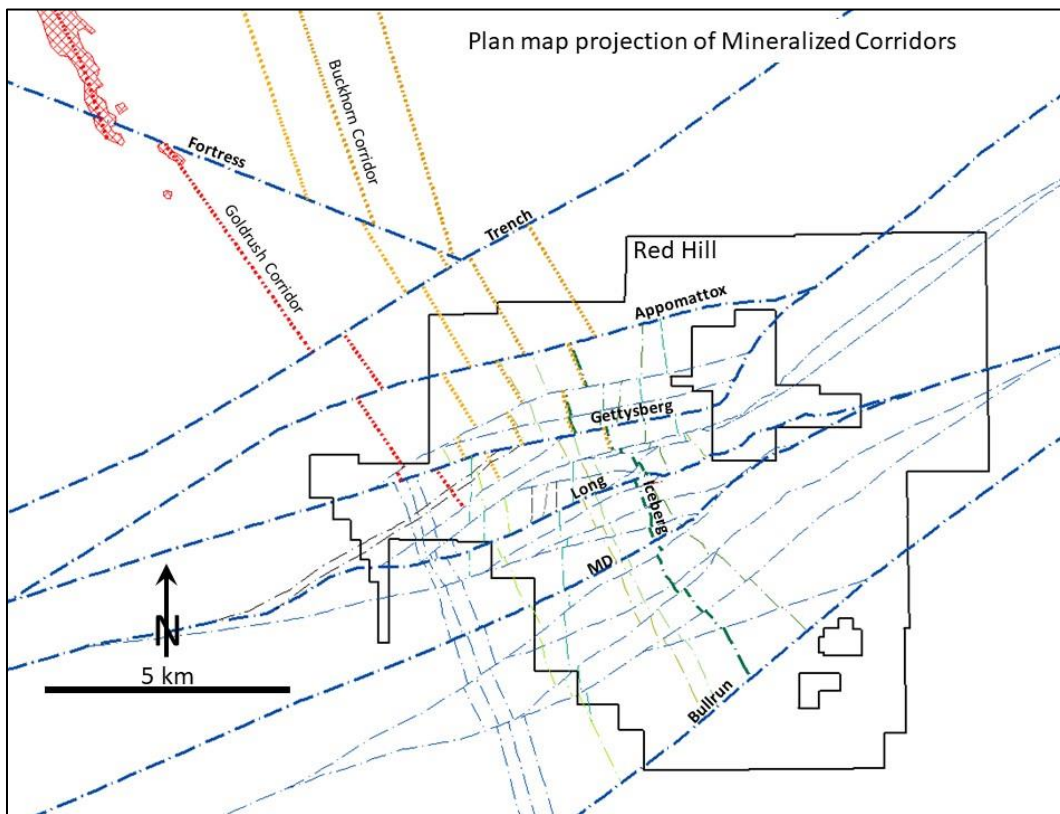 Plan map projection of Mineralized Corridors
Buckhorn Corridor
Fortress
Goldrush Corridor
Trench
Red Hill
Appomattox
Gettysberg
Long
Iceberg
MD
N
5 km
Bullrun